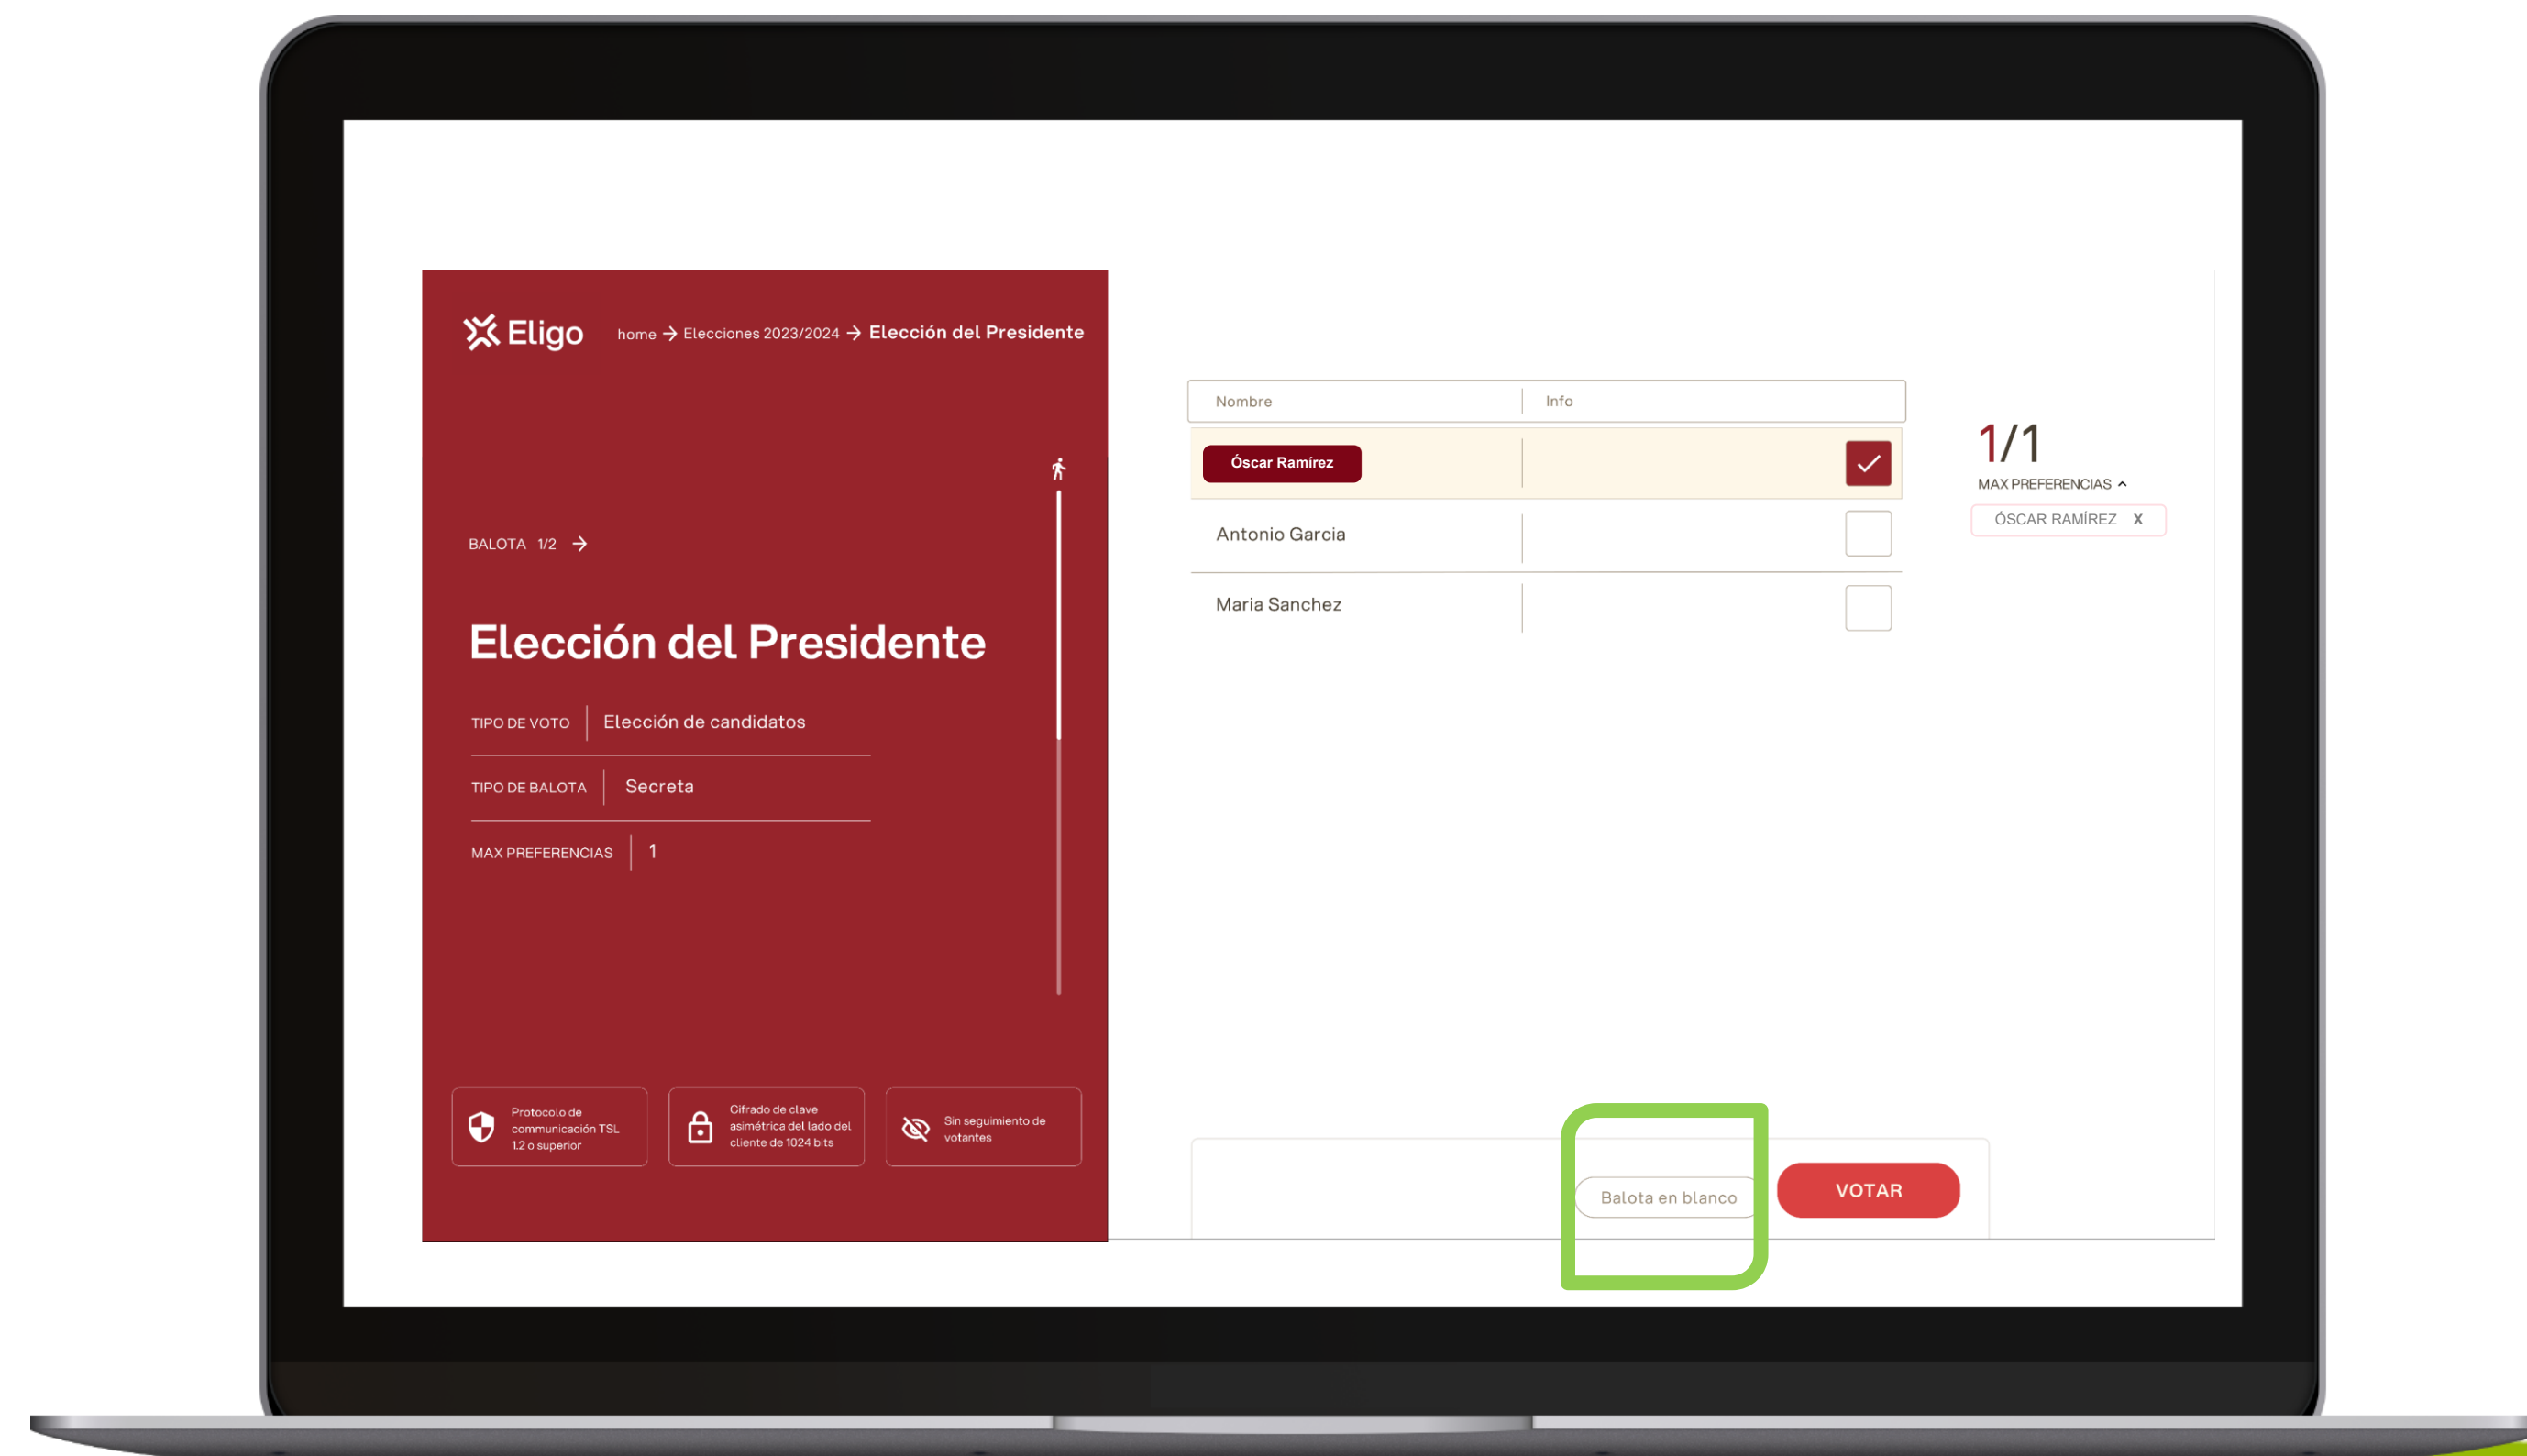 Eligo
home → Elecciones 2023/2024 → Elección del Presidente
BALOTA 1/2 →
Elección del Presidente
TIPO DE VOTO Elección de candidatos
TIPO DE BALOTA Secreta
MAX PREFERENCIAS 1
Protocolo de
communicación TSL
1.2 o superior
Cifrado de clave
asimétrica del lado del
cliente de 1024 bits
Sin seguimiento de
votantes
Nombre Info
Óscar Ramírez
Antonio Garcia
Maria Sanchez
1/1
MAX PREFERENCIAS
ÓSCAR RAMÍREZ X
Balota en blanco
VOTAR